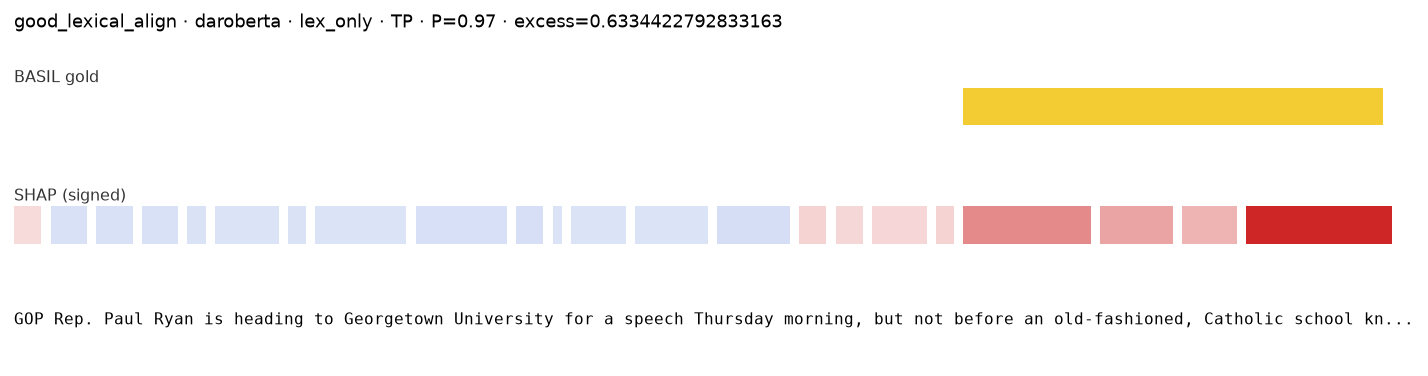 good_lexical_align · daroberta · lex_only · TP · P=0.97 · excess=0.6334422792833163
BASIL gold
SHAP (signed)
GOP Rep. Paul Ryan is heading to Georgetown University for a speech Thursday morning, but not before an old-fashioned, Catholic school kn...